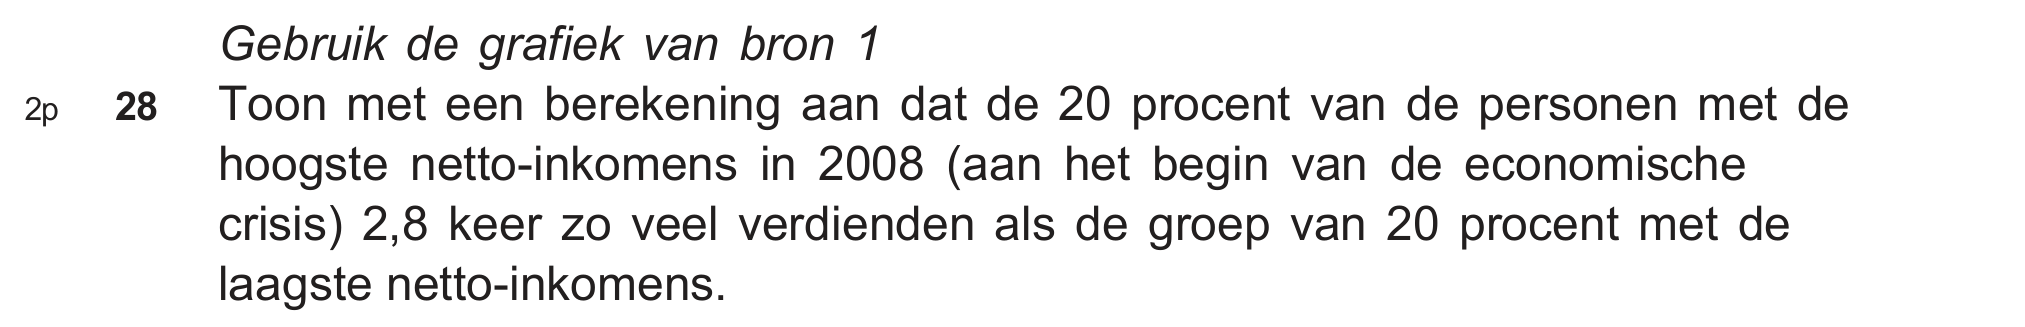 Gebruik de grafiek van bron 1
2p 28 Toon met een berekening aan dat de 20 procent van de personen met de
hoogste netto-inkomens in 2008 (aan het begin van de economische
crisis) 2,8 keer zo veel verdienden als de groep van 20 procent met de
laagste netto-inkomens.